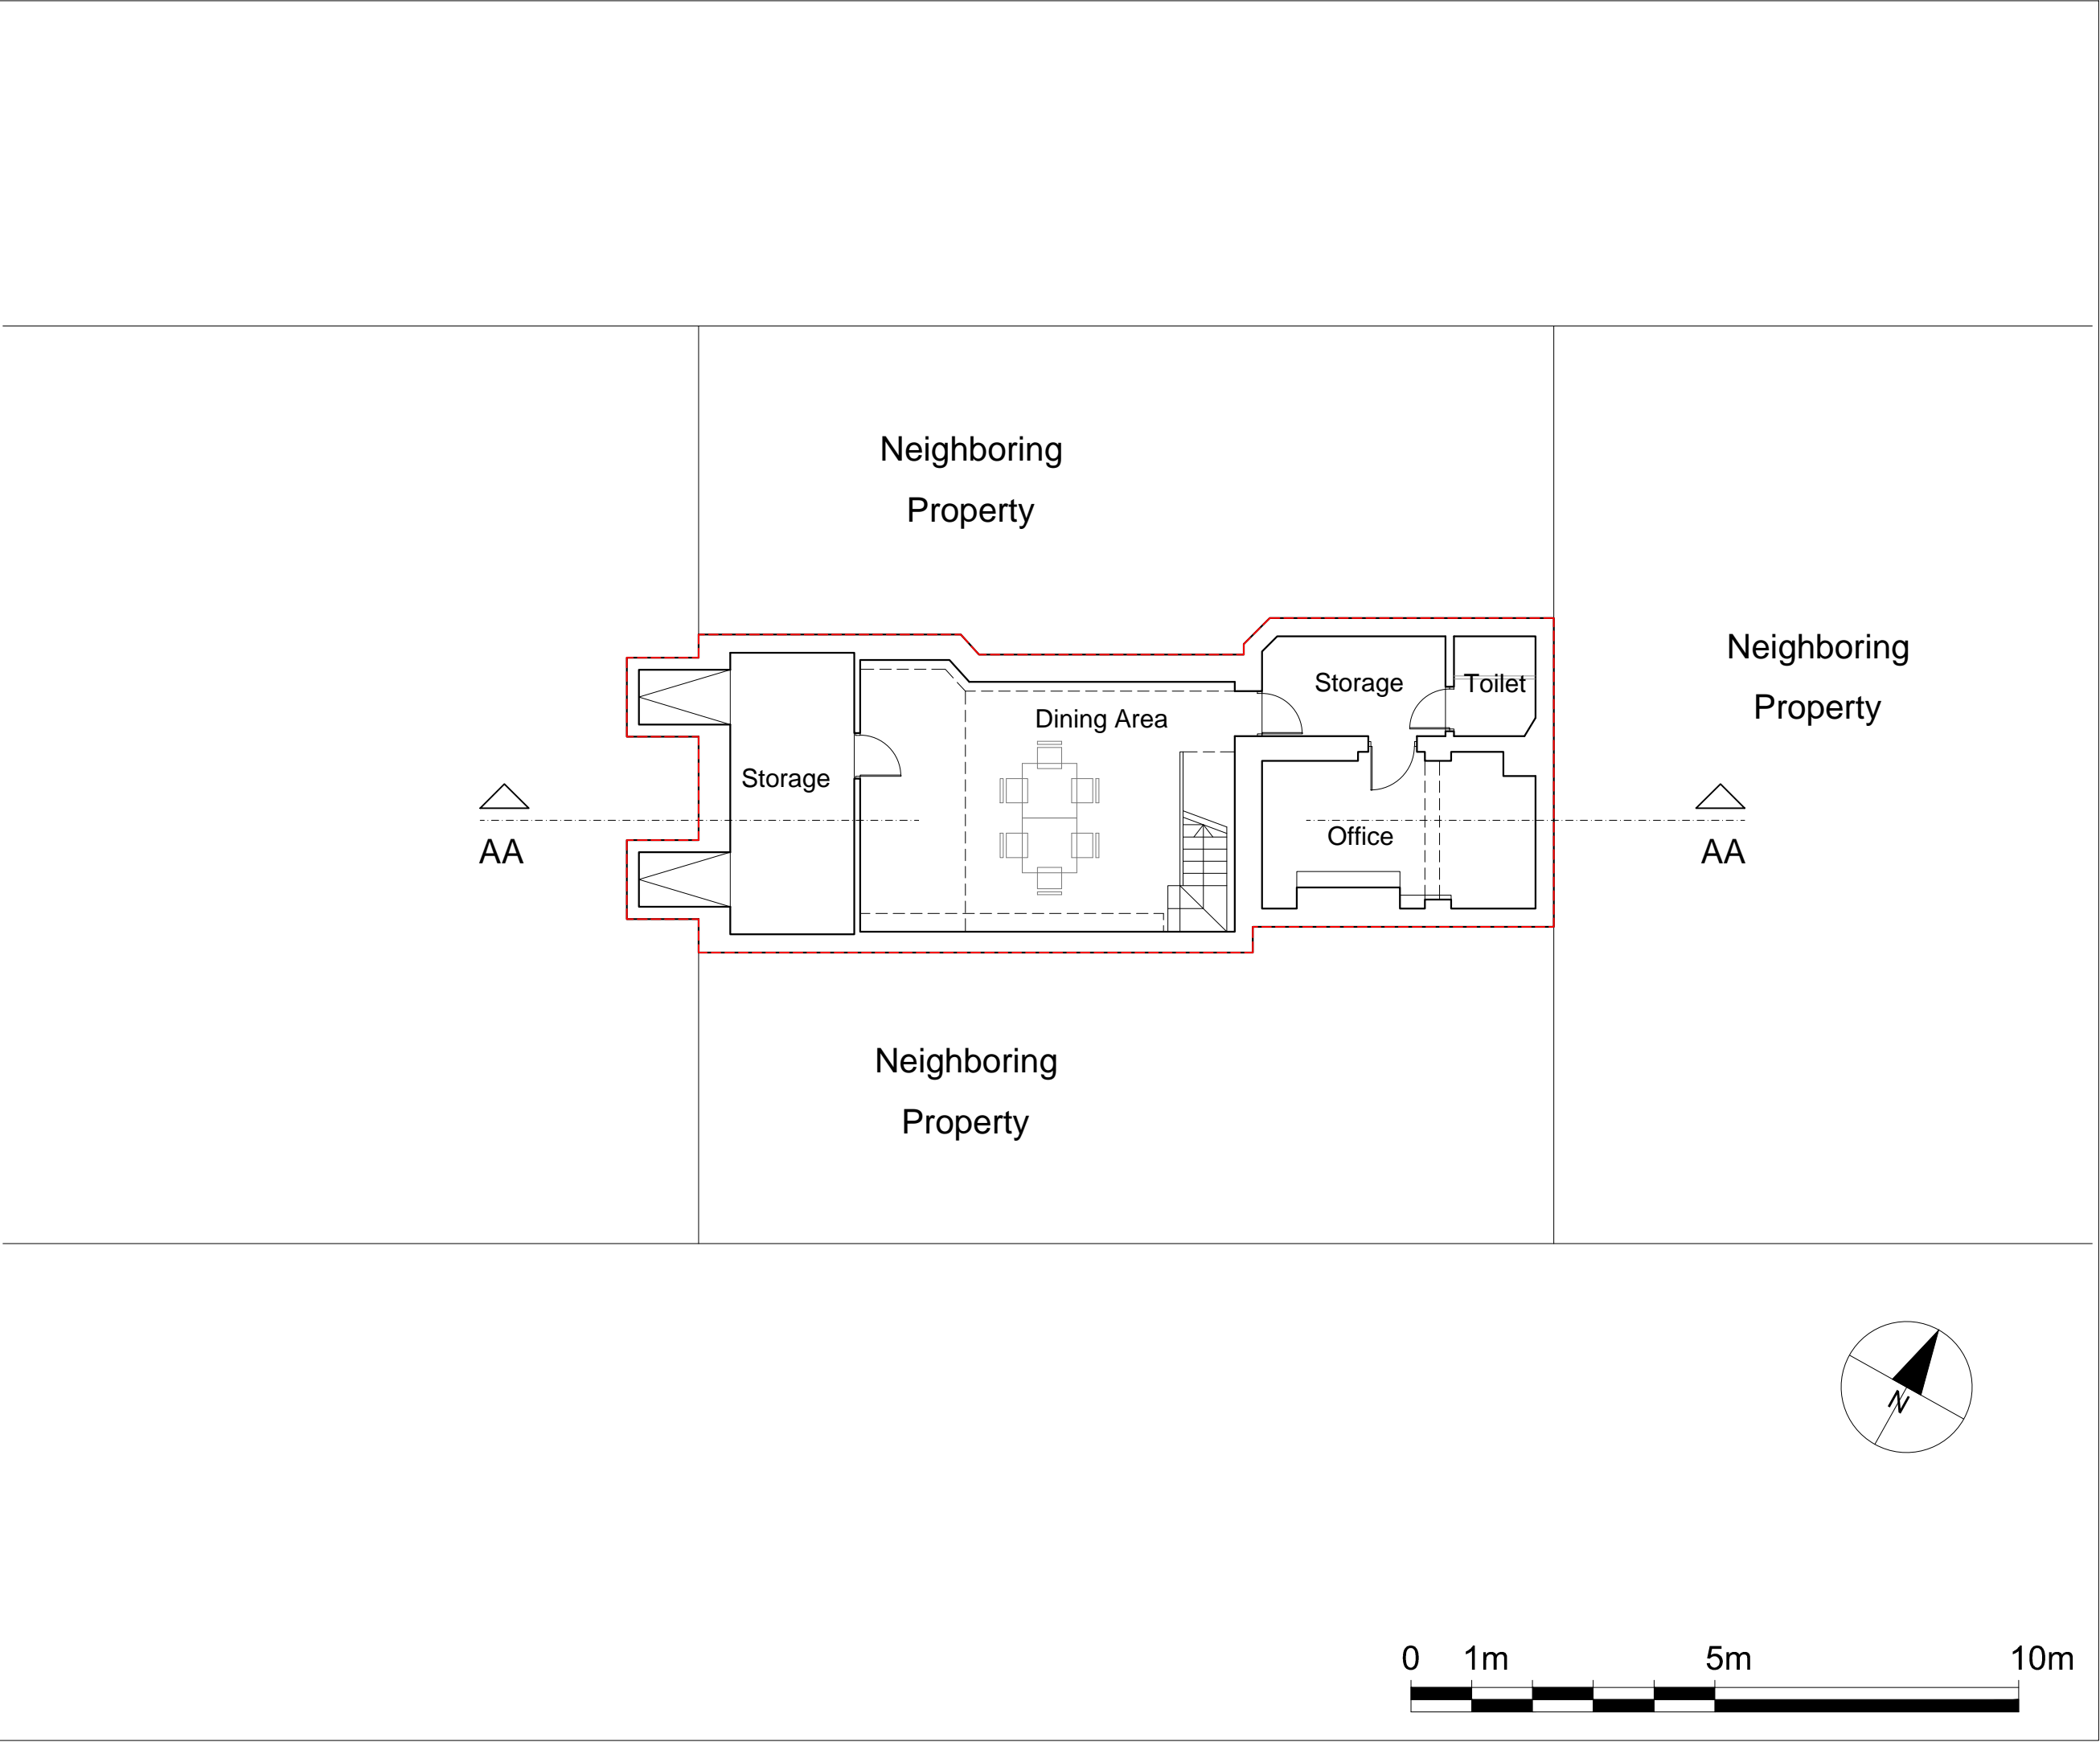 Neighboring
Property
Neighboring
Property
Storage
Toilet
Dining Area
Storage
Office
AA
AA
Neighboring
Property
N
0 1m 5m 10m